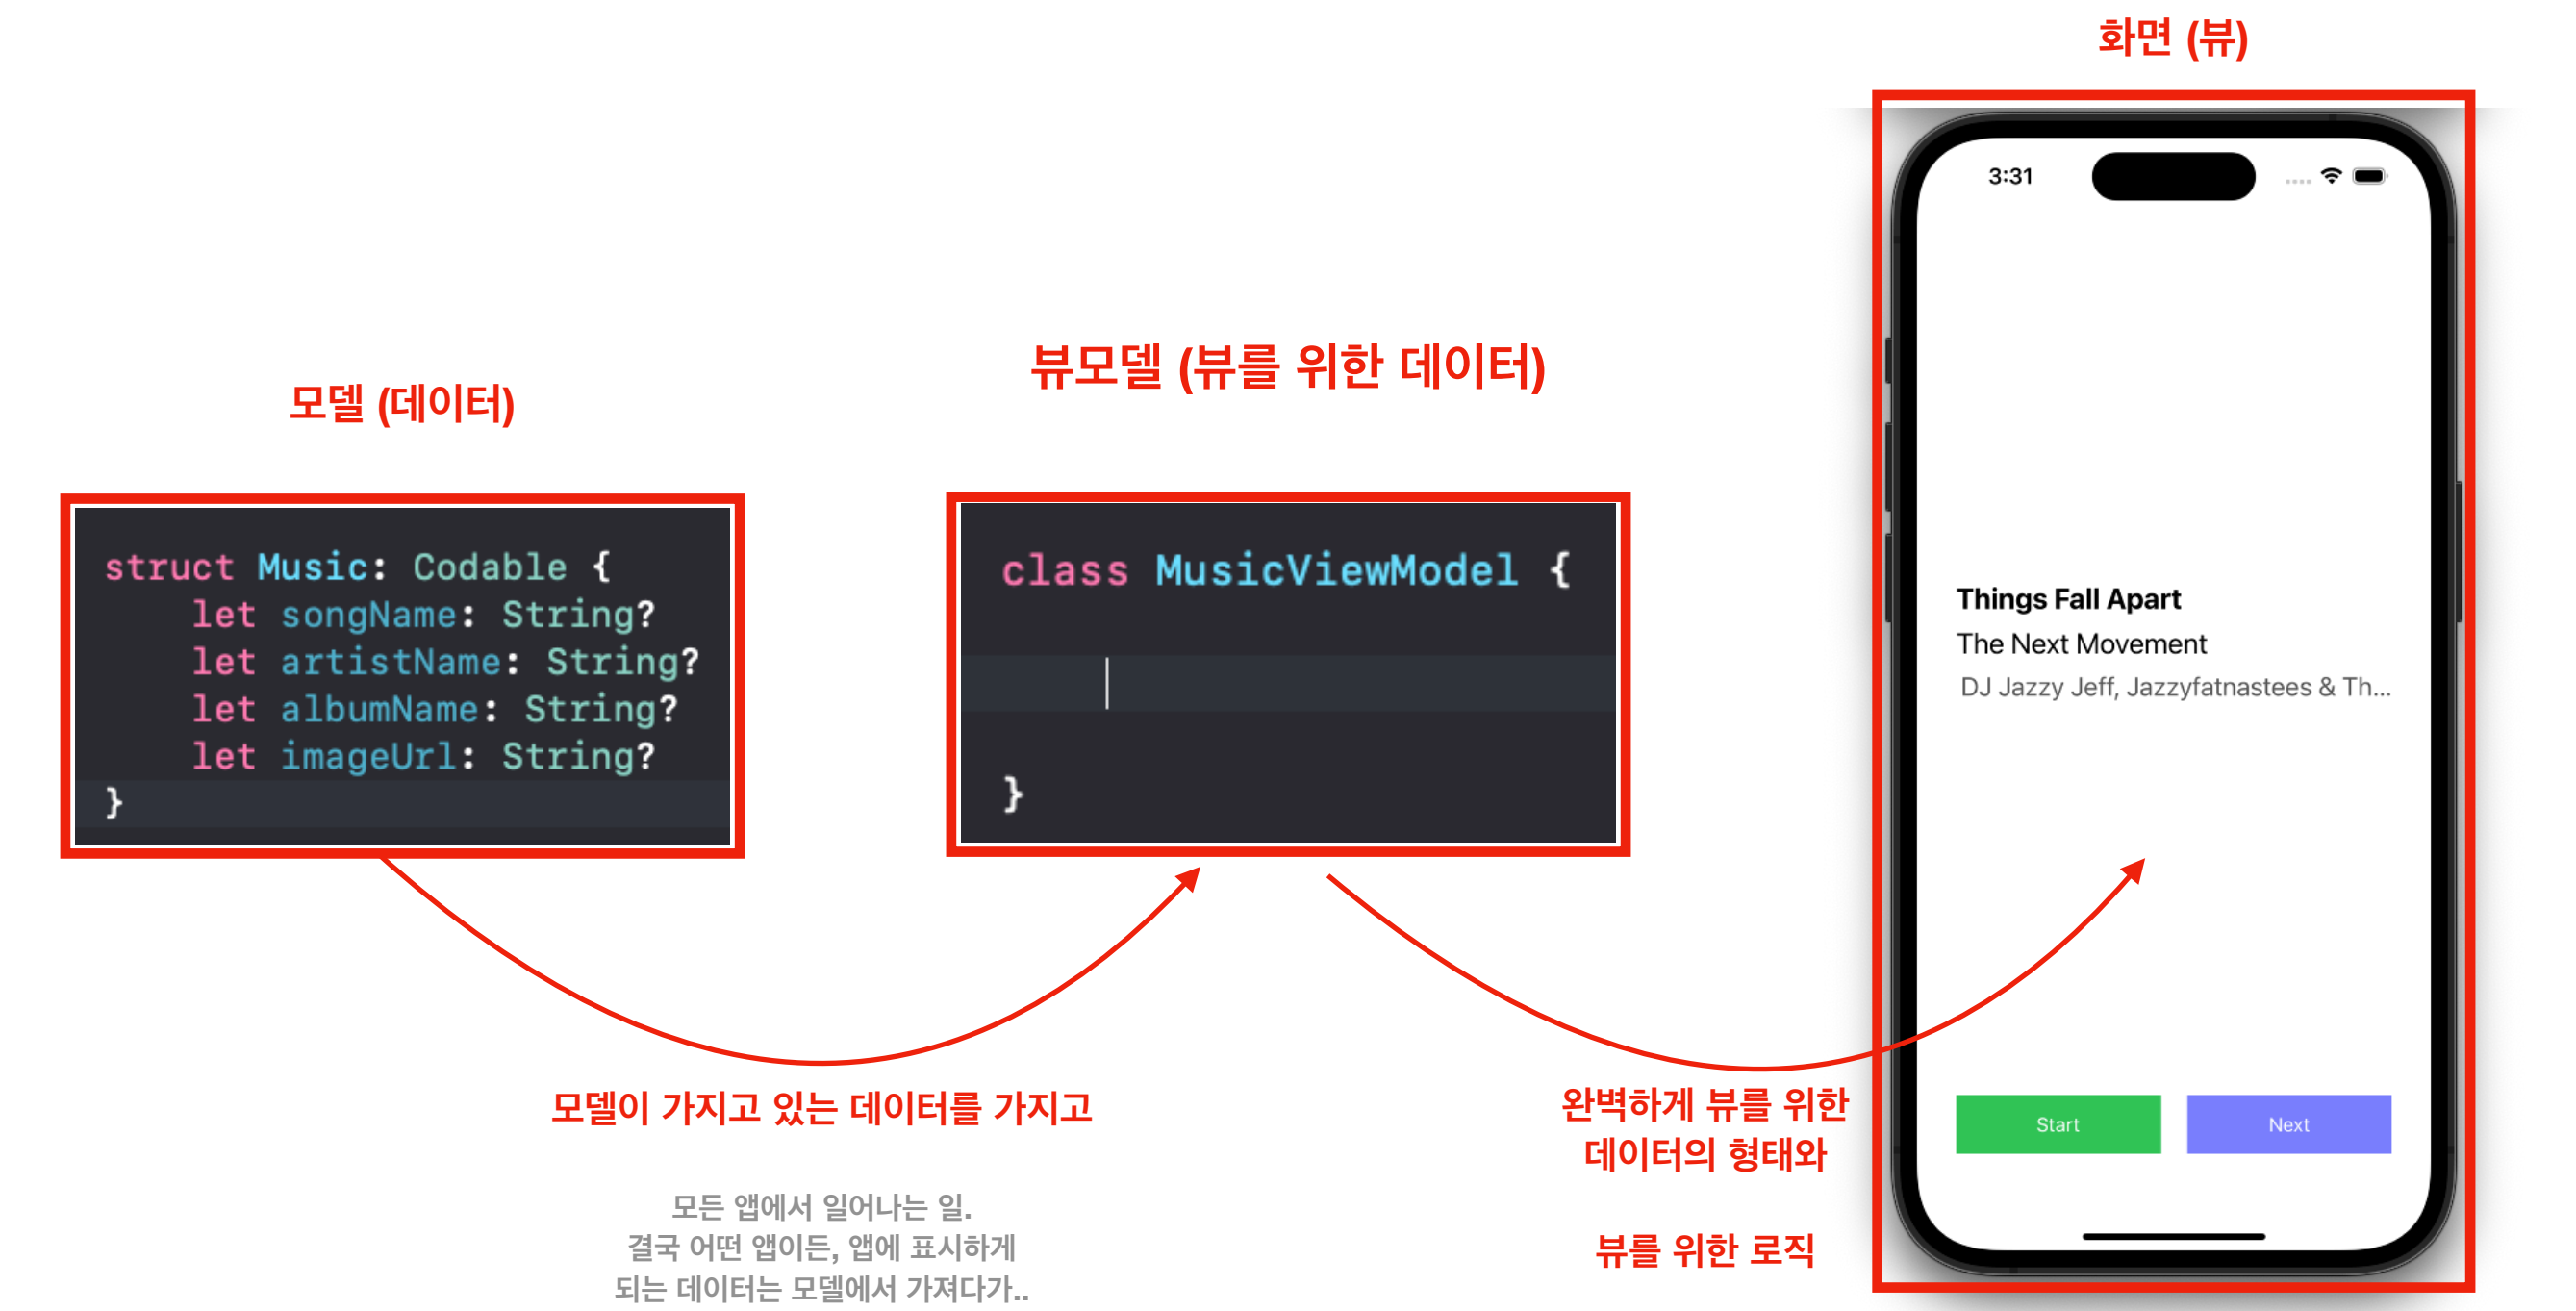 화면 (뷰)
모델 (데이터)
struct Music: Codable {
let songName: String?
let artistName: String?
let albumName: String?
let imageUrl: String?
}
뷰모델 (뷰를 위한 데이터)
class MusicViewModel {
}
3:31
Things Fall Apart
The Next Movement
DJ Jazzy Jeff, Jazzyfatnastees & Th...
Start
Next
모델이 가지고 있는 데이터를 가지고
모든 앱에서 일어나는 일.
결국 어떤 앱이든, 앱에 표시하게
되는 데이터는 모델에서 가져다가..
완벽하게 뷰를 위한
데이터의 형태와
뷰를 위한 로직